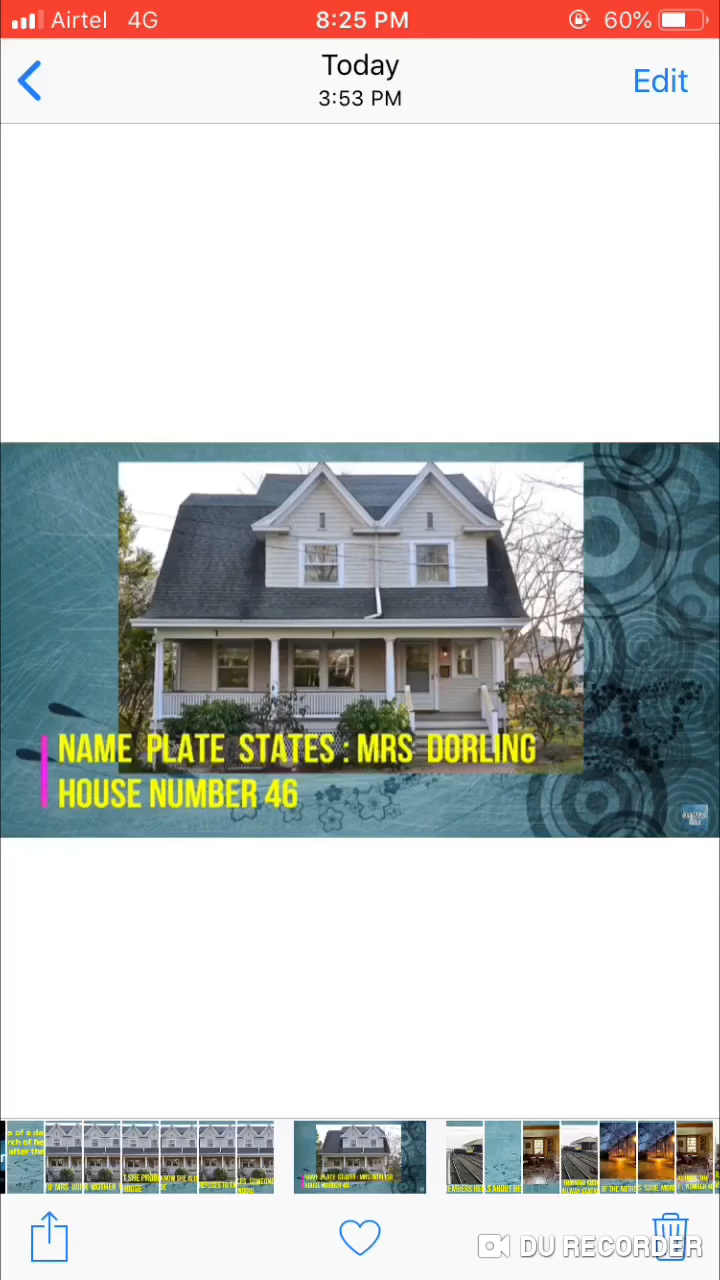 Airtel 4G 8:25 PM 60%
Today
3:53 PM
Edit
NAME PLATE STATES : MRS DORLING
HOUSE NUMBER 46
DU RECORDER